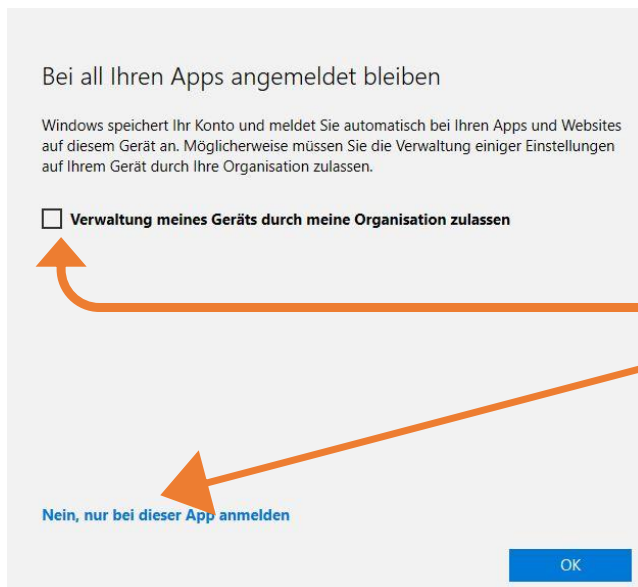 Bei all Ihren Apps angemeldet bleiben
Windows speichert Ihr Konto und meldet Sie automatisch bei Ihren Apps und Websites
auf diesem Gerät an. Möglicherweise müssen Sie die Verwaltung einiger Einstellungen
auf Ihrem Gerät durch Ihre Organisation zulassen.
Verwaltung meines Geräts durch meine Organisation zulassen
Nein, nur bei dieser App anmelden
OK